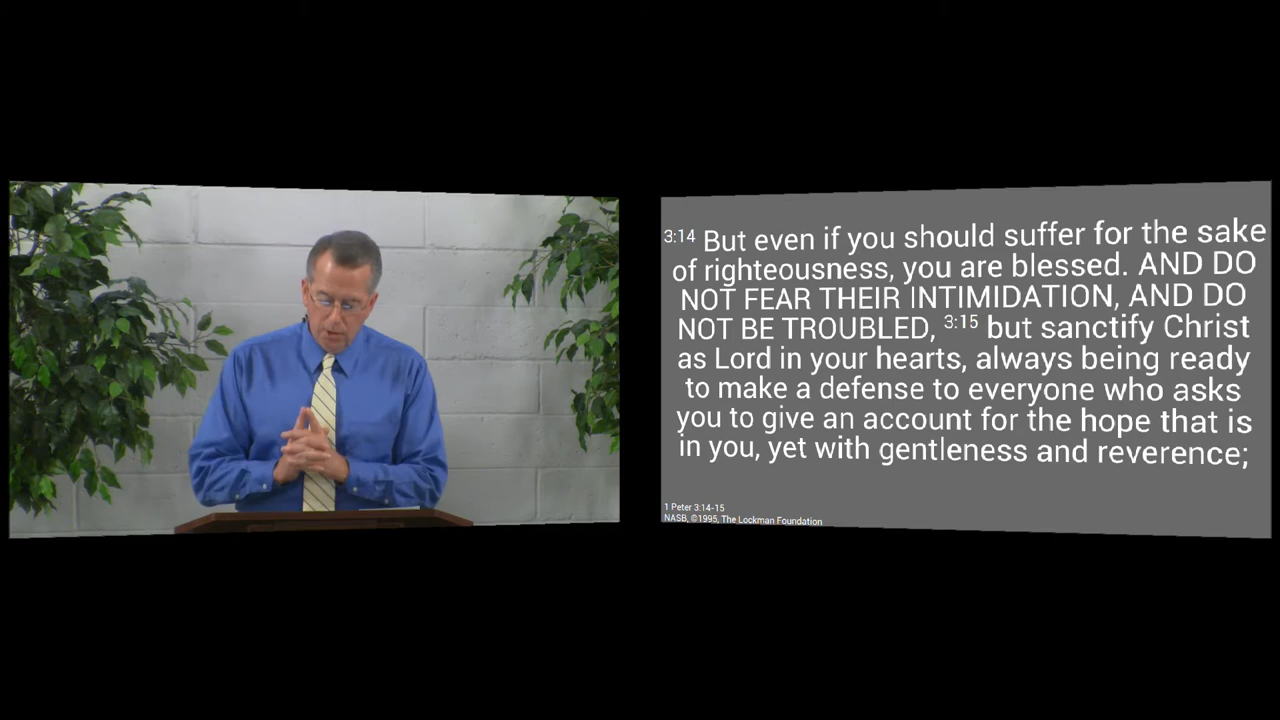 3:14 But even if you should suffer for the sake
of righteousness, you are blessed. AND DO
NOT FEAR THEIR INTIMIDATION, AND DO
NOT BE TROUBLED, 3:15 but sanctify Christ
as Lord in your hearts, always being ready
to make a defense to everyone who asks
you to give an account for the hope that is
in you, yet with gentleness and reverence;
1 Peter 3:14-15
NASB, ©1995, The Lockman Foundation